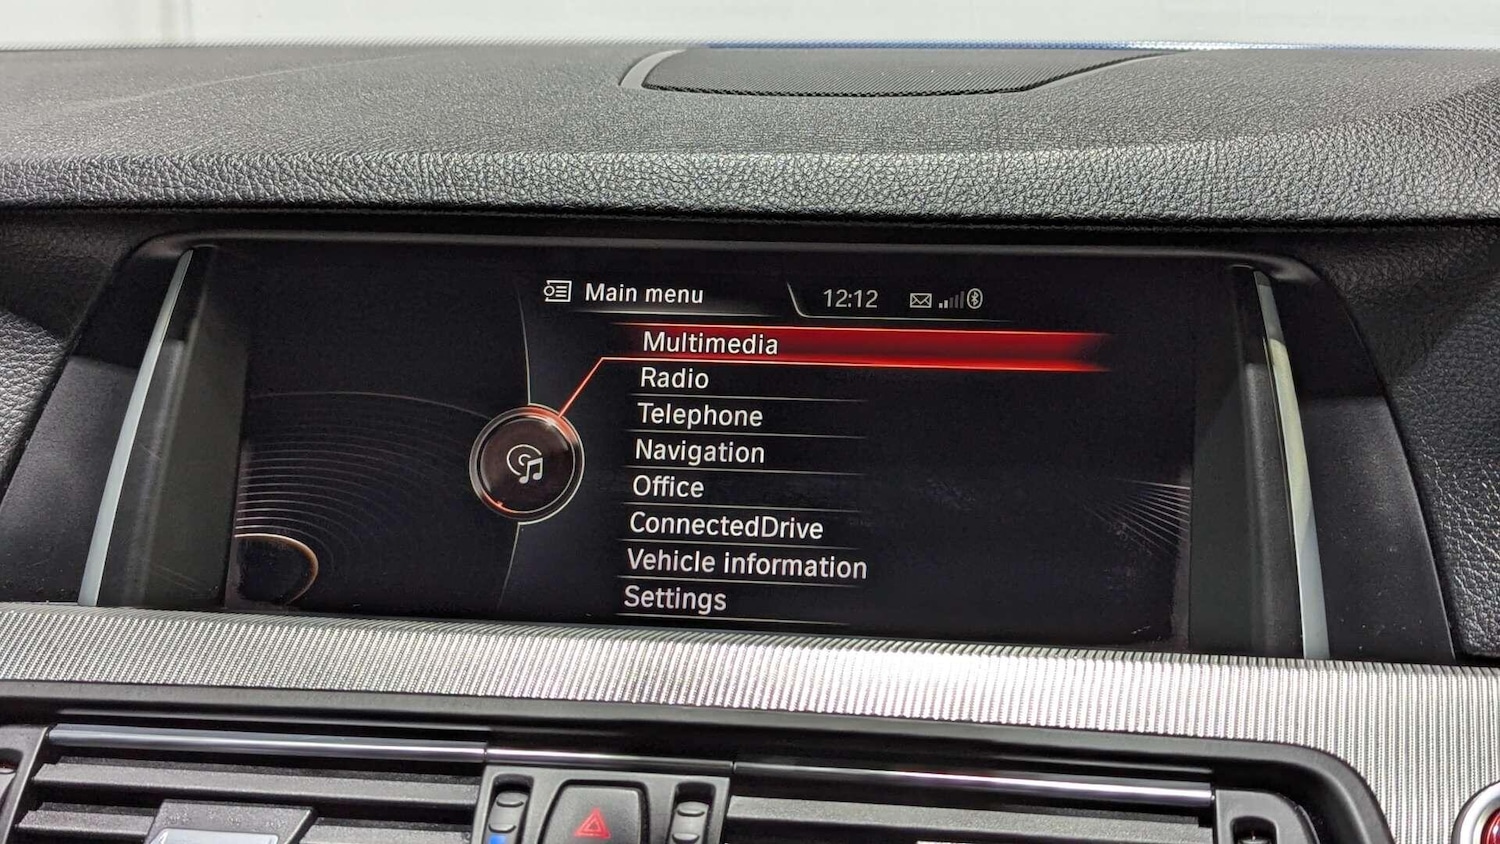 Main menu 12:12
Multimedia
Radio
Telephone
Navigation
Office
ConnectedDrive
Vehicle information
Settings